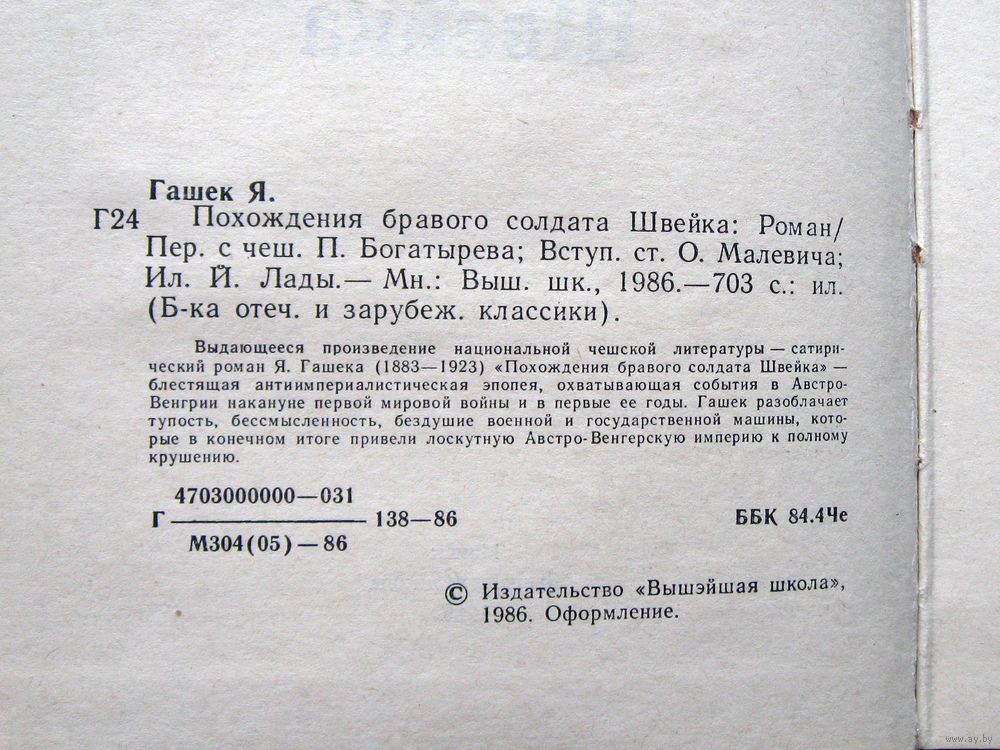 Гашек Я.
Г24 Похождения бравого солдата Швейка: Роман/
Пер. с чеш. П. Богатырева; Вступ. ст. О. Малевича;
Ил. Й. Лады.— Мн.: Выш. шк., 1986.—703 с.: ил.
(Б-ка отеч. и зарубеж. классики).
Выдающееся произведение национальной чешской литературы — сатири-
ческий роман Я. Гашека (1883—1923) «Похождения бравого солдата Швейка» —
блестящая антиимпериалистическая эпопея, охватывающая события в Австро-
Венгрии накануне первой мировой войны и в первые ее годы. Гашек разоблачает
тупость, бессмысленность, бездушие военной и государственной машины, кото-
рые в конечном итоге привели лоскутную Австро-Венгерскую империю к полному
крушению.
4703000000—031
Г 138—86
М304(05)—86
ББК 84.4Че
© Издательство «Вышэйшая школа»,
1986. Оформление.
www.ay.by